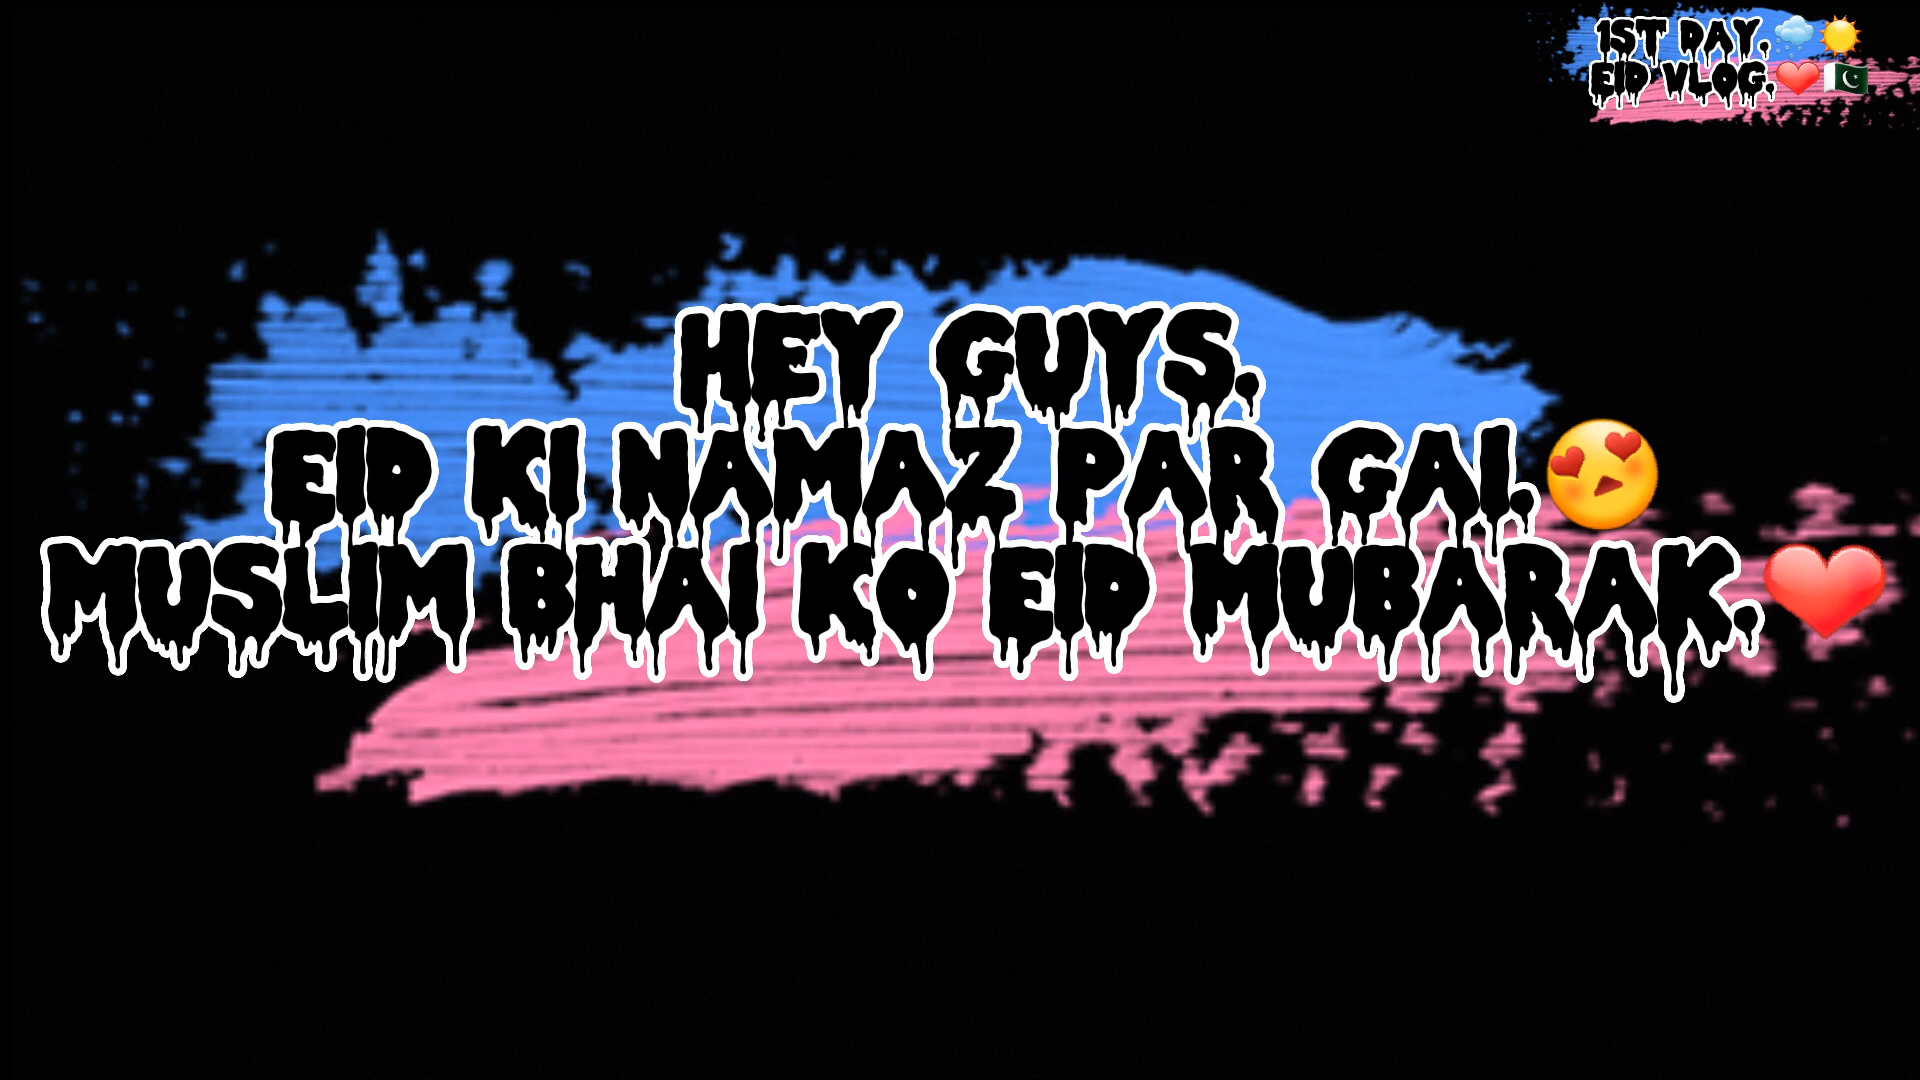 1ST DAY.🌧️☀️
EID VLOG.❤️🇵🇰
HEY GUYS.
EID KI NAMAZ PAR GAI.😍
MUSLIM BHAI KO EID MUBARAK.❤️